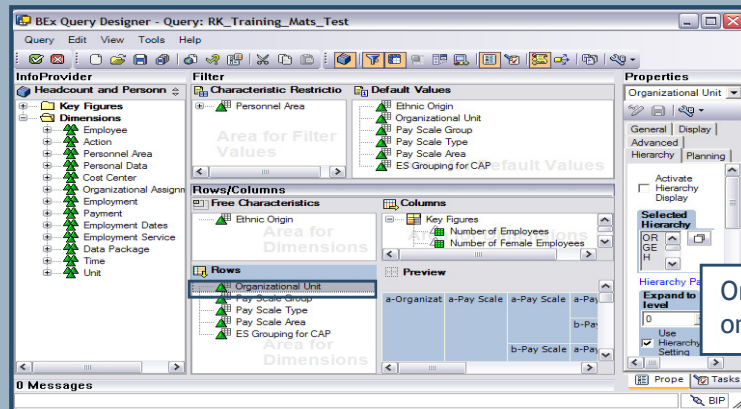 BEx Query Designer - Query: RK_Training_Mats_Test
Query Edit View Tools Help
InfoProvider
Headcount and Personn
Key Figures
Dimensions
Employee
Action
Personnel Area
Personal Data
Cost Center
Organizational Assignn
Employment
Payment
Employment Dates
Employment Service
Data Package
Time
Unit
Filter
Characteristic Restrictio
Personnel Area
Area for Filter
Values
Default Values
Ethnic Origin
Organizational Unit
Pay Scale Group
Pay Scale Type
Pay Scale Area
ES Grouping for CAP
efault Values
Rows/Columns
Free Characteristics
Ethnic Origin
Area for
Dimensions
Columns
Key Figures
Number of Employees
Number of Female Employees
Rows
Organizational Unit
Pay Scale Group
Pay Scale Type
Pay Scale Area
ES Grouping for CAP
Area for
Dimensions
Preview
a-Organizat a-Pay Scale a-Pay Scale a-Pay
b-Pay
b-Pay Scale a-Pay
Properties
Organizational Unit
General Display
Advanced
Hierarchy Planning
Activate
Hierarchy
Display
Selected
Hierarchy
OR
GE
H
Hierarchy Pa
Expand to
level
0
Use
Hierarchy
Setting
Prope Tasks
0 Messages
BIP